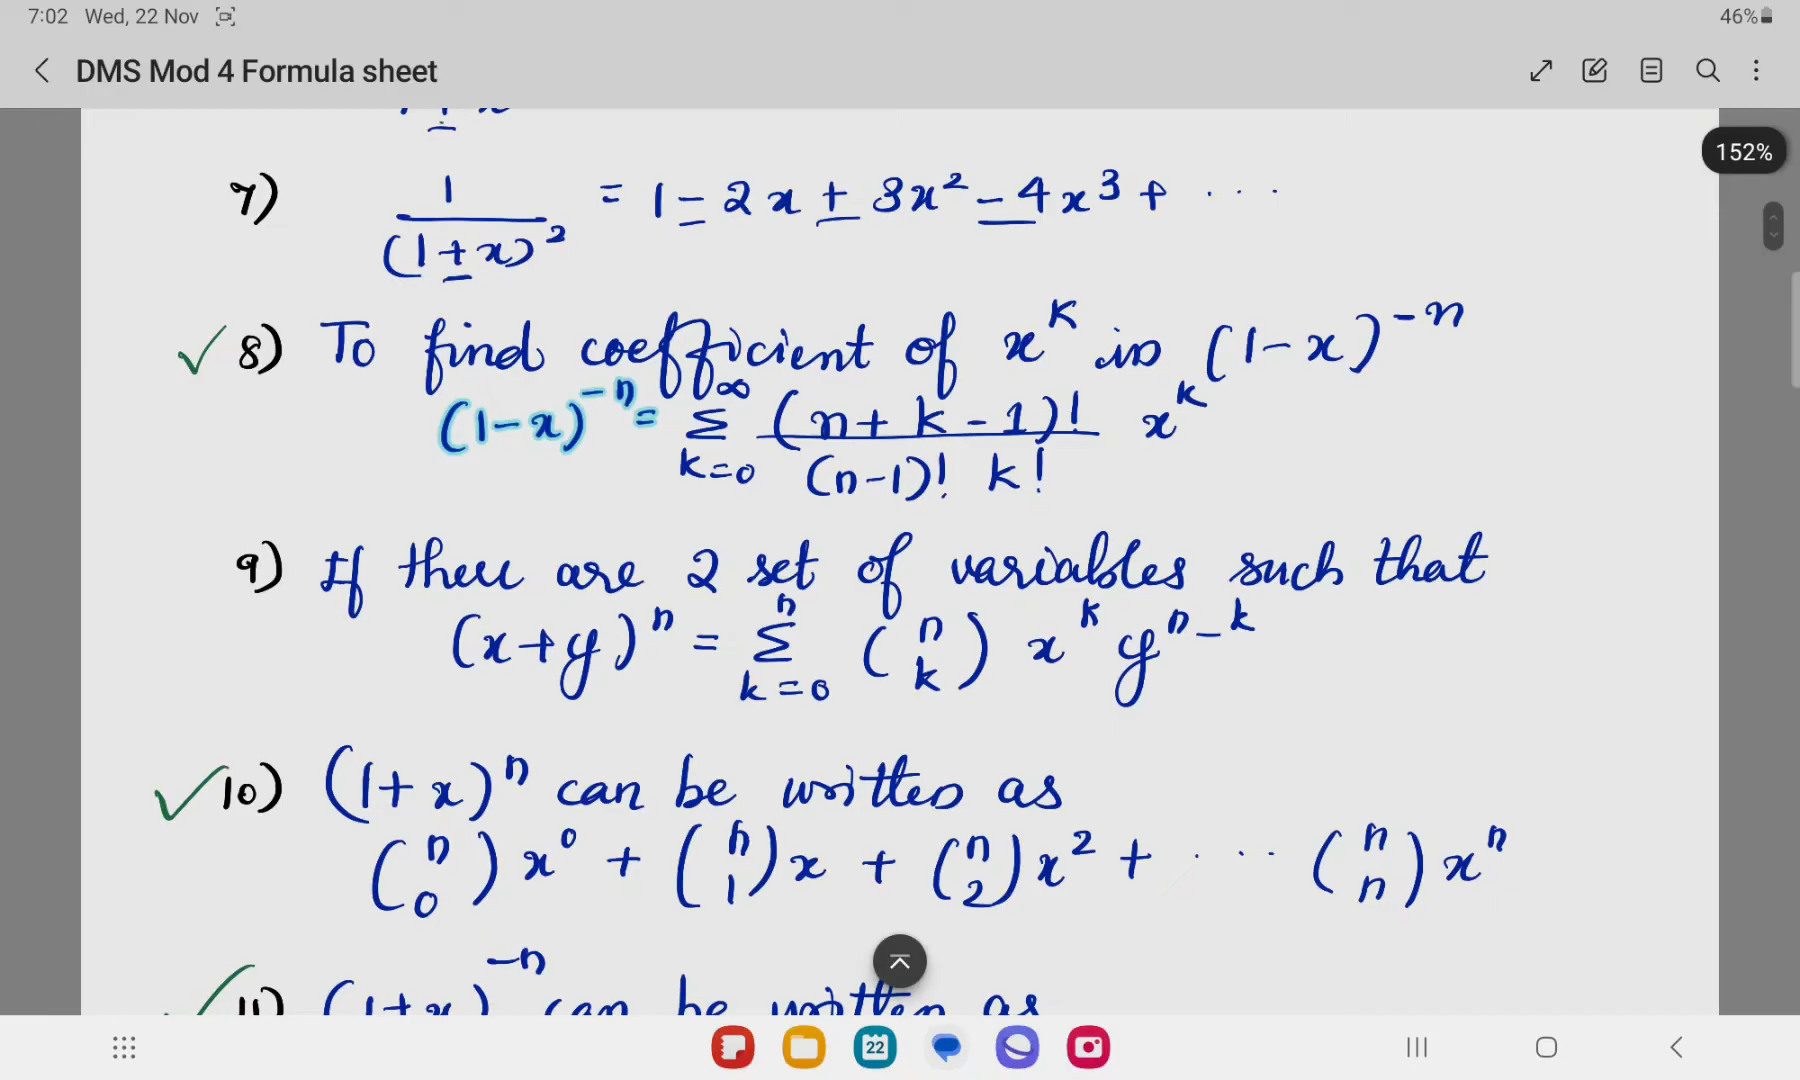 7:02 Wed, 22 Nov
46%
DMS Mod 4 Formula sheet
152%
7) 1/(1+x)² = 1 - 2x + 3x² - 4x³ + ...
8) To find coefficient of x^k in (1-x)^-n
(1-x)^-n = Σ_{k=0}^{∞} (n+k-1)!/((n-1)! k!) x^k
9) If there are 2 set of variables such that
(x+y)^n = Σ_{k=0}^{n} (n k) x^k y^{n-k}
10) (1+x)^n can be written as
(n 0) x⁰ + (n 1) x + (n 2) x² + ... (n n) x^n
11) (1+x)^-n can be written as
22